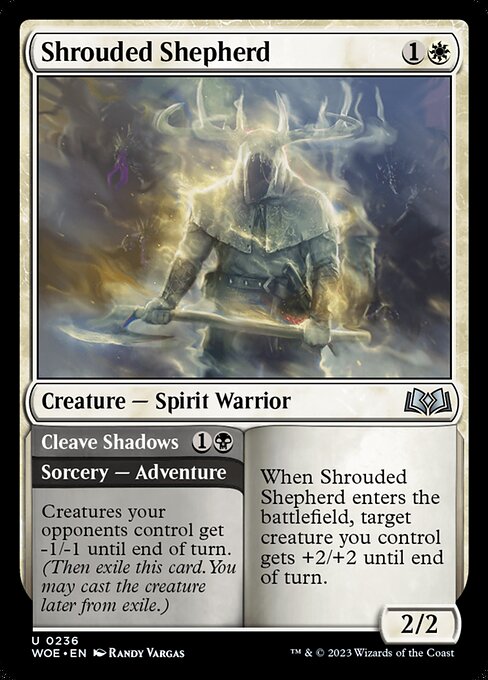 Shrouded Shepherd 1
Creature — Spirit Warrior
Cleave Shadows 1
Sorcery — Adventure
Creatures your
opponents control get
-1/-1 until end of turn.
(Then exile this card. You
may cast the creature
later from exile.)
When Shrouded
Shepherd enters the
battlefield, target
creature you control
gets +2/+2 until end
of turn.
2/2
U 0236
WOE • EN Randy Vargas
™ & © 2023 Wizards of the Coast